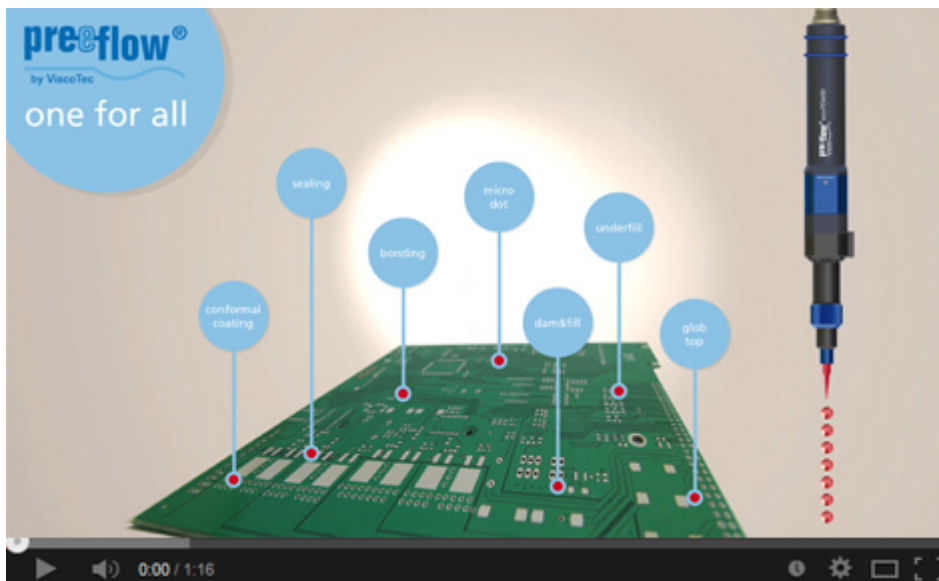 preeflow®
by ViscoTec
one for all
sealing
micro
dot
bonding
underfill
conformal
coating
dam&fill
glob
top
preeflow
0:00 / 1:16